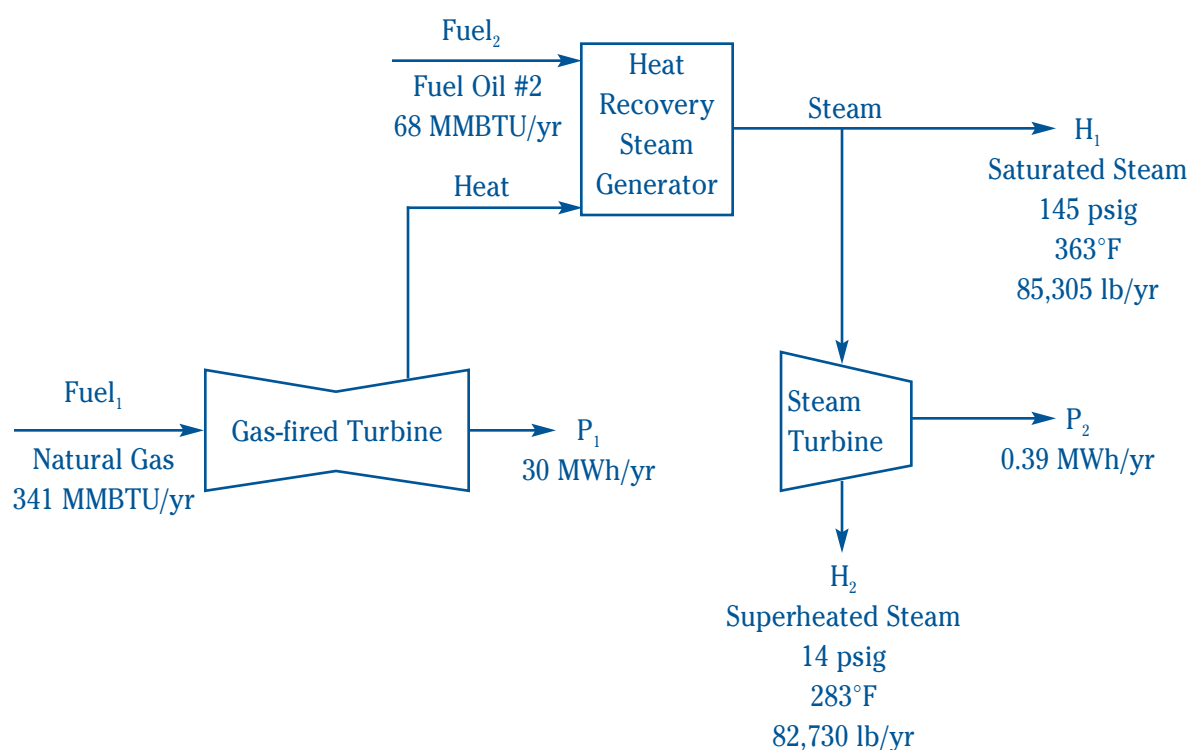 Fuel₂
Fuel Oil #2
68 MMBTU/yr
Heat
Recovery
Steam
Generator
Steam
H₁
Saturated Steam
145 psig
363°F
85,305 lb/yr
Heat
Fuel₁
Natural Gas
341 MMBTU/yr
Gas-fired Turbine
P₁
30 MWh/yr
Steam
Turbine
P₂
0.39 MWh/yr
H₂
Superheated Steam
14 psig
283°F
82,730 lb/yr